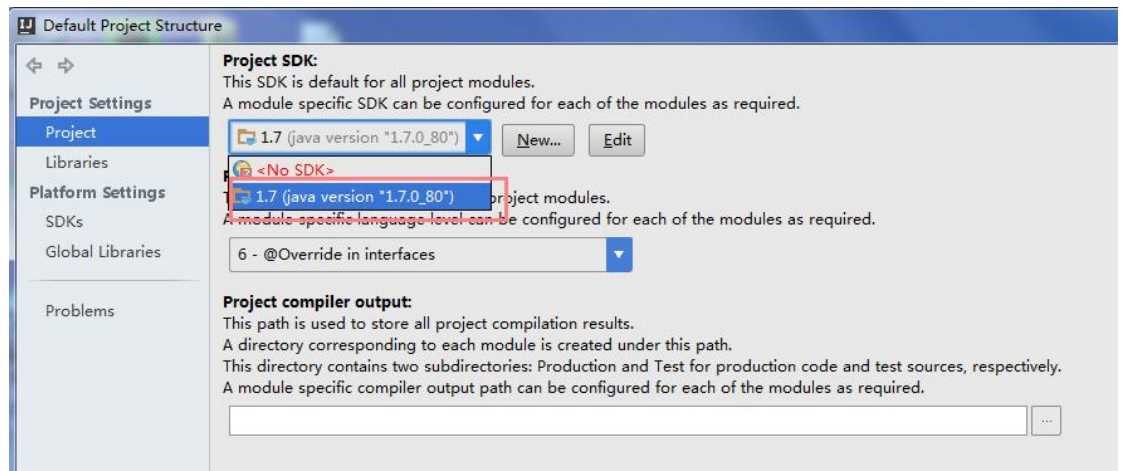 Default Project Structure
Project Settings
Project
Libraries
Platform Settings
SDKs
Global Libraries
Problems
Project SDK:
This SDK is default for all project modules.
A module specific SDK can be configured for each of the modules as required.
1.7 (java version "1.7.0_80")
New...
Edit
<No SDK>
1.7 (java version "1.7.0_80")
project modules.
A module specific language level can be configured for each of the modules as required.
6 - @Override in interfaces
Project compiler output:
This path is used to store all project compilation results.
A directory corresponding to each module is created under this path.
This directory contains two subdirectories: Production and Test for production code and test sources, respectively.
A module specific compiler output path can be configured for each of the modules as required.
...